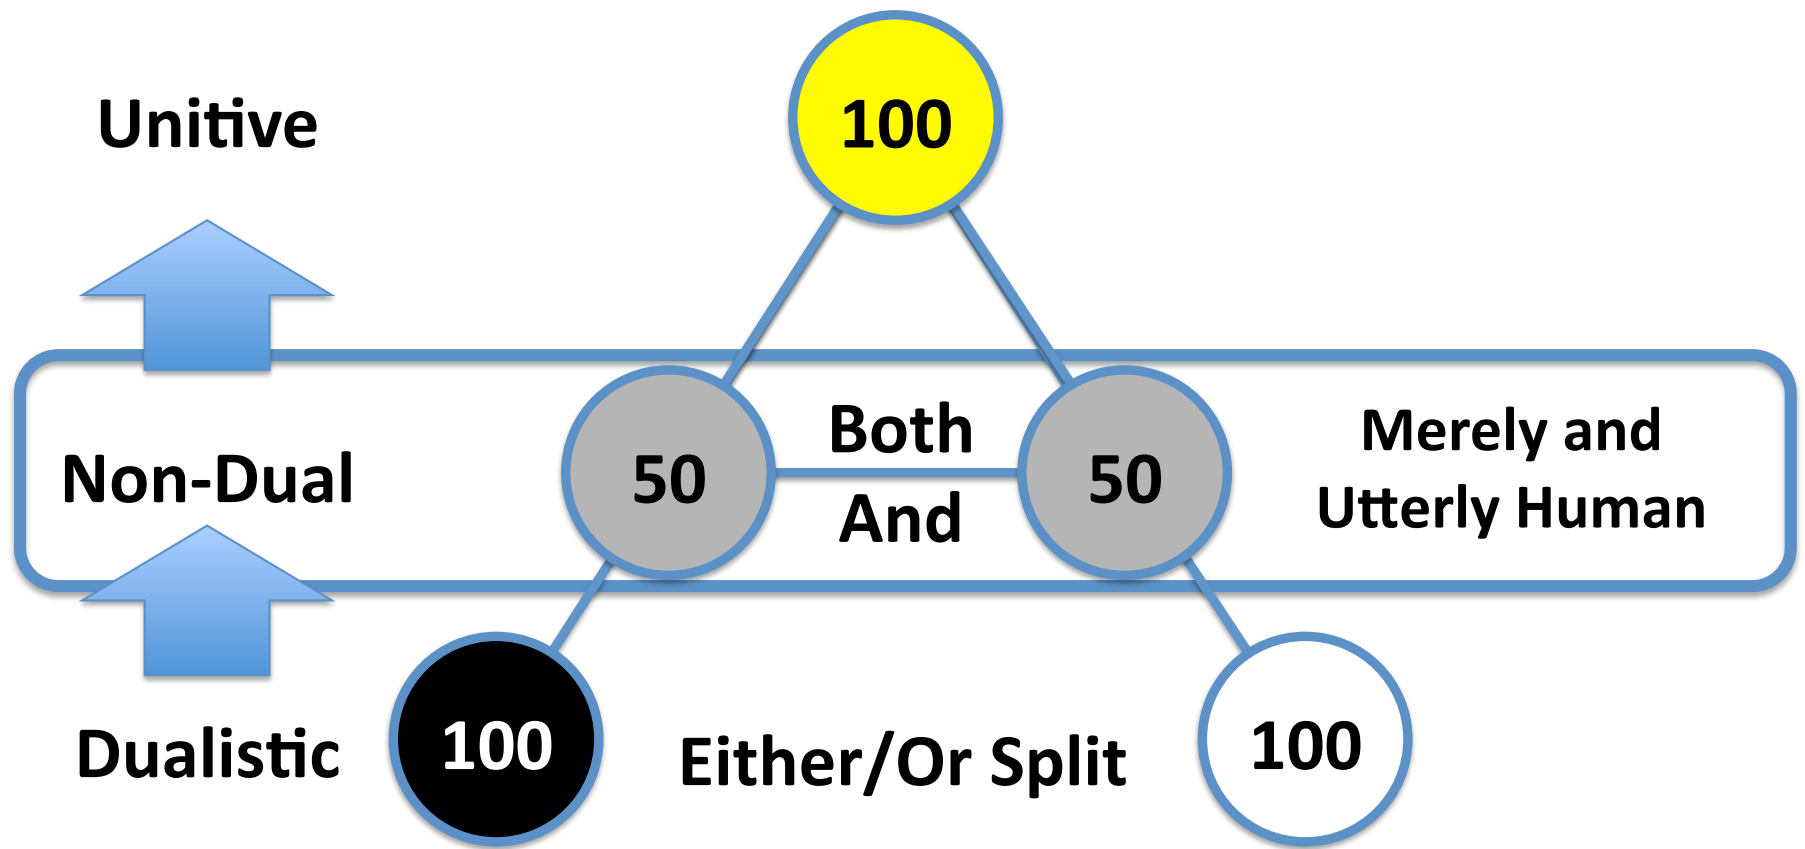 100
Unitive
Both
Merely and
50
50
Non-Dual
Utterly Human
And
100
100
Dualistic
Either/Or Split